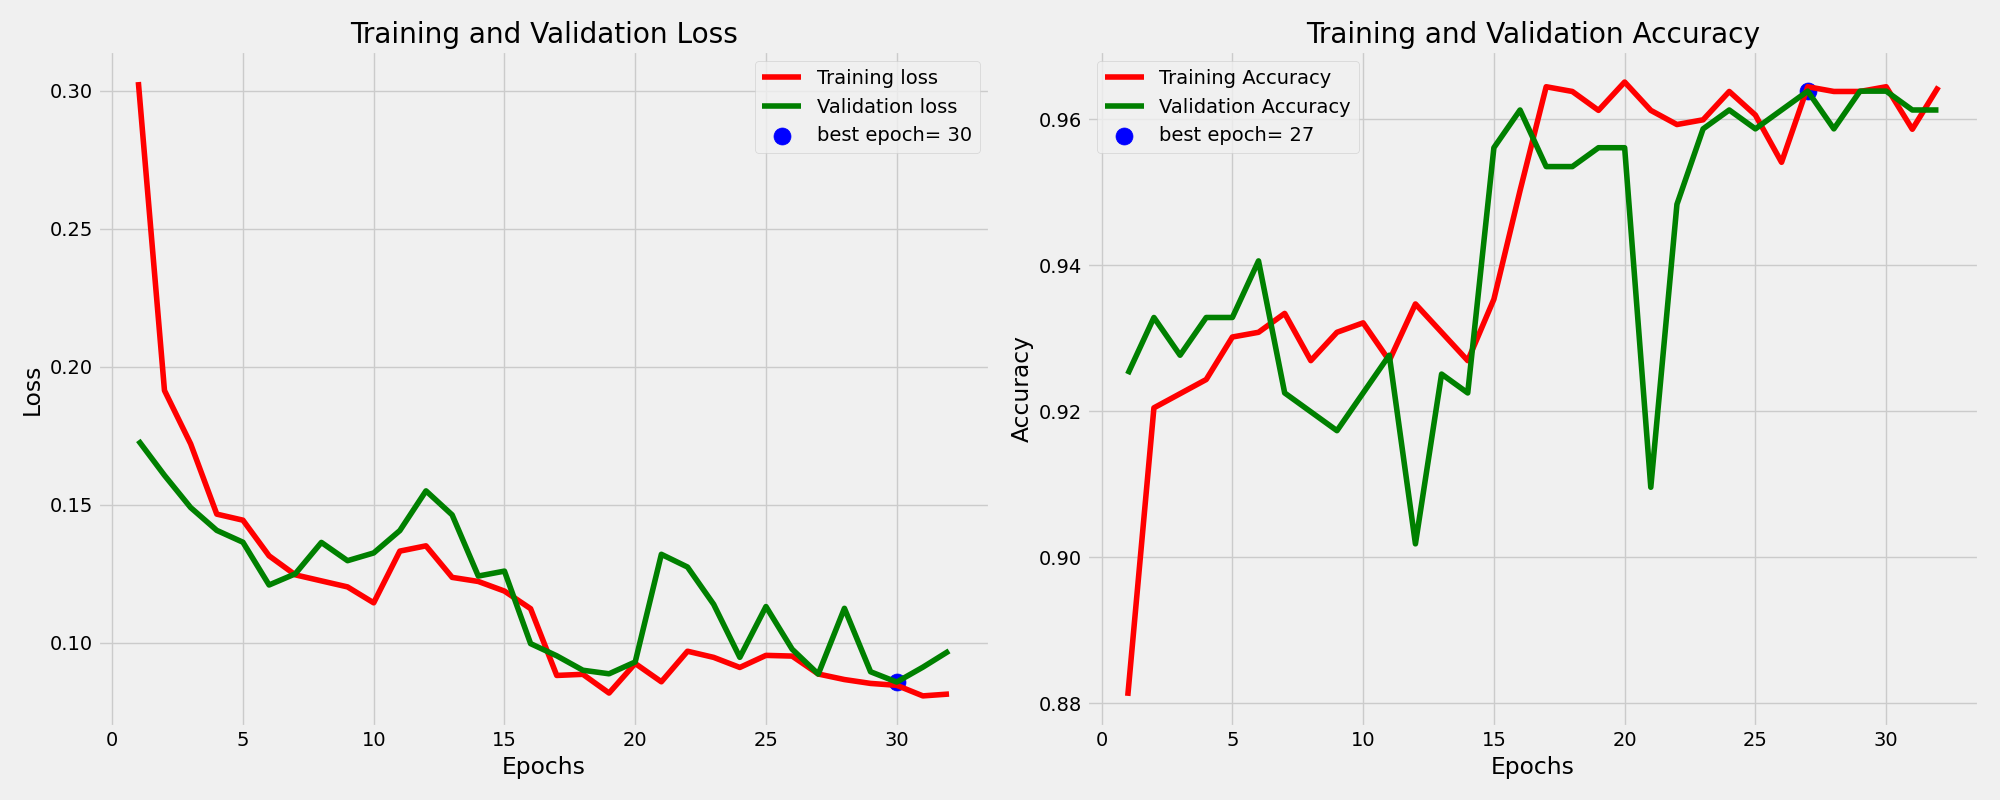 Training and Validation Loss
Training loss
Validation loss
best epoch= 30
0.30
0.25
0.20
0.15
0.10
Loss
0 5 10 15 20 25 30
Epochs
Training and Validation Accuracy
Training Accuracy
Validation Accuracy
best epoch= 27
0.96
0.94
0.92
0.90
0.88
Accuracy
0 5 10 15 20 25 30
Epochs